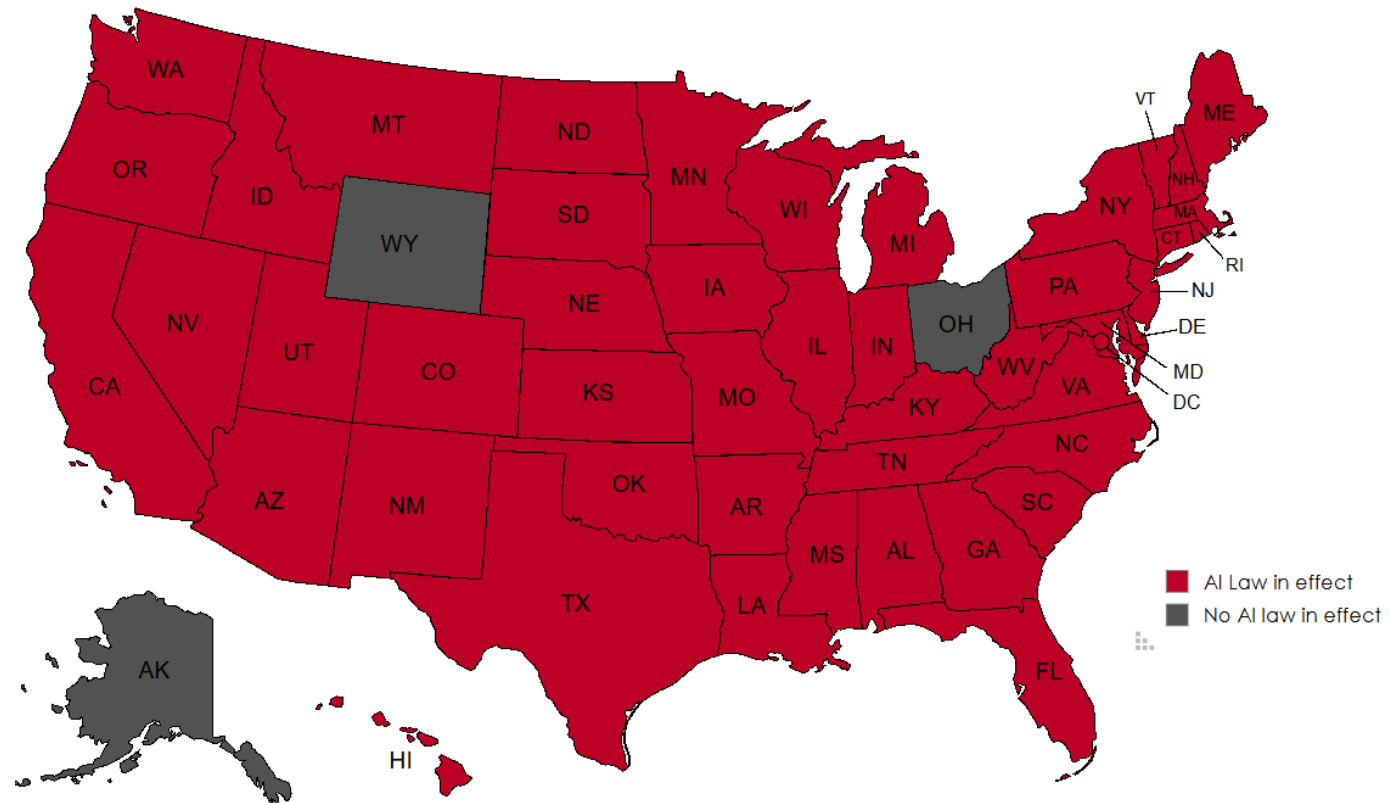 WA
MT
ND
MN
VT
ME
OR
ID
SD
WI
MI
NY
NH
MA
CT
RI
WY
IA
PA
NJ
NE
NV
UT
IL
IN
OH
DE
CO
WV
MD
CA
KS
MO
KY
VA
DC
AZ
NM
OK
TN
NC
AR
SC
MS
AL
GA
AI Law in effect
No AI law in effect
TX
LA
FL
AK
HI